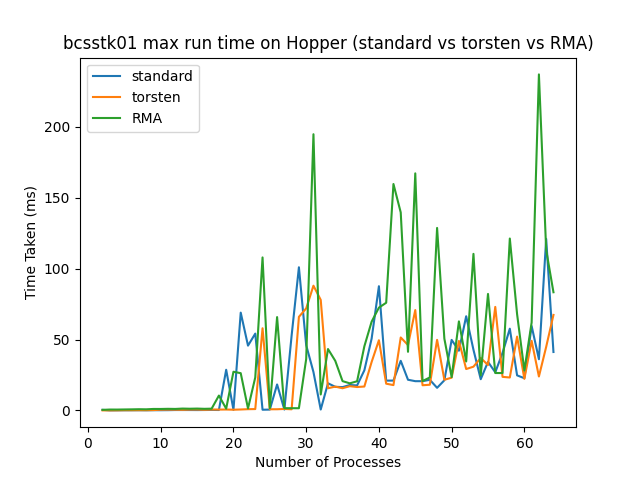 bcsstk01 max run time on Hopper (standard vs torsten vs RMA)
standard
torsten
RMA
Time Taken (ms)
200
150
100
50
0
0 10 20 30 40 50 60
Number of Processes